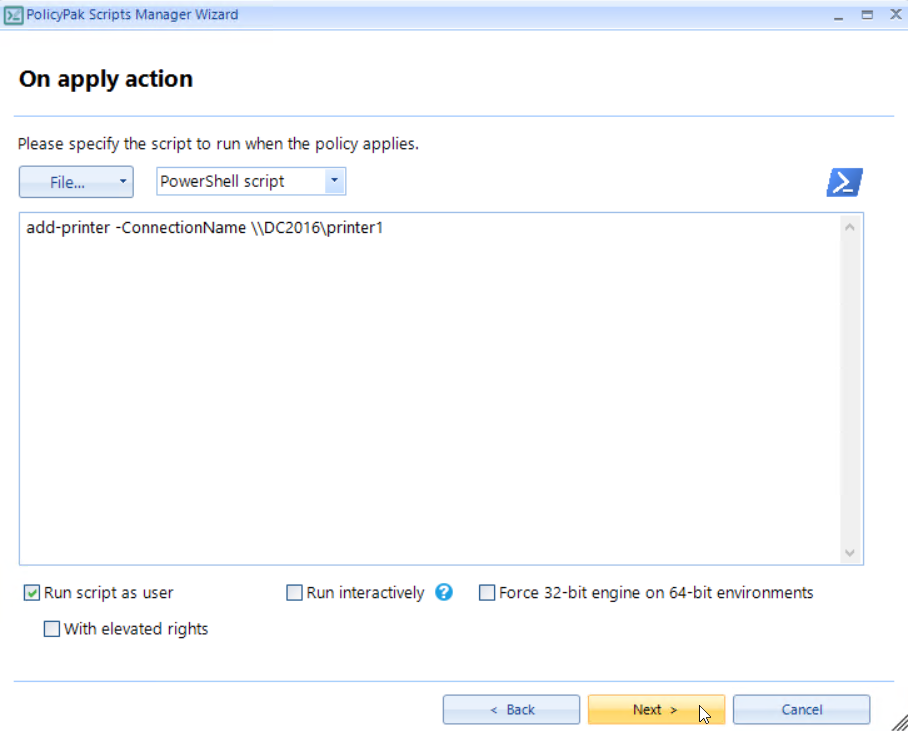 PolicyPak Scripts Manager Wizard
On apply action
Please specify the script to run when the policy applies.
File... PowerShell script
add-printer -ConnectionName \\DC2016\printer1
Run script as user Run interactively ? Force 32-bit engine on 64-bit environments
With elevated rights
< Back Next > Cancel